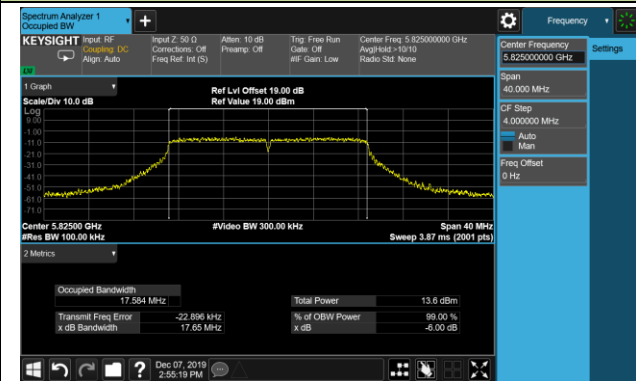 Spectrum Analyzer 1
Occupied BW
Frequency
KEYSIGHT Input: RF Input Z: 50 Ω Atten: 10 dB Trig: Free Run Center Freq: 5.825000000 GHz
Coupling: DC Corrections: Off Preamp: Off Gate: Off Avg|Hold:>10/10
Align: Auto Freq Ref: Int (S) #IF Gain: Low Radio Std: None
Center Frequency
5.825000000 GHz
Settings
Span
40.000 MHz
CF Step
4.000000 MHz
Auto
Man
Freq Offset
0 Hz
1 Graph
Scale/Div 10.0 dB
Ref Lvl Offset 19.00 dB
Ref Value 19.00 dBm
Log
9.00
-1.00
-11.0
-21.0
-31.0
-41.0
-51.0
-61.0
-71.0
Center 5.82500 GHz #Video BW 300.00 kHz Span 40 MHz
#Res BW 100.00 kHz Sweep 3.87 ms (2001 pts)
2 Metrics
Occupied Bandwidth
17.584 MHz Total Power 13.6 dBm
Transmit Freq Error -22.896 kHz % of OBW Power 99.00 %
x dB Bandwidth 17.65 MHz x dB -6.00 dB
Dec 07, 2019
2:55:19 PM